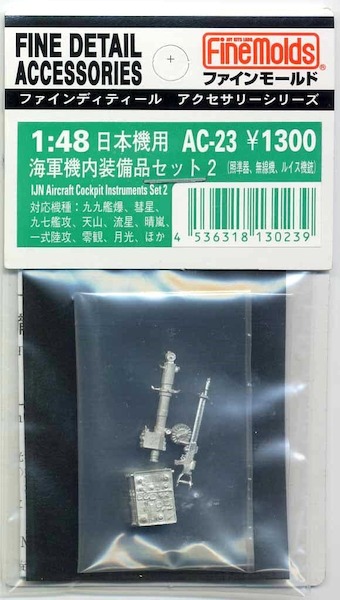 FINE DETAIL
ACCESSORIES
ANY KITS LABEL
FineMolds®
ファインモールド
ファインディティール アクセサリーシリーズ
1:48 日本機用 AC-23 ¥1300
海軍機内装備品セット2 (照準器、無線機、ルイス機銃)
IJN Aircraft Cockpit Instruments Set 2
対応機種:九九艦爆、彗星、
九七艦攻、天山、流星、晴嵐、
一式陸攻、零観、月光、ほか
4 536318 130239